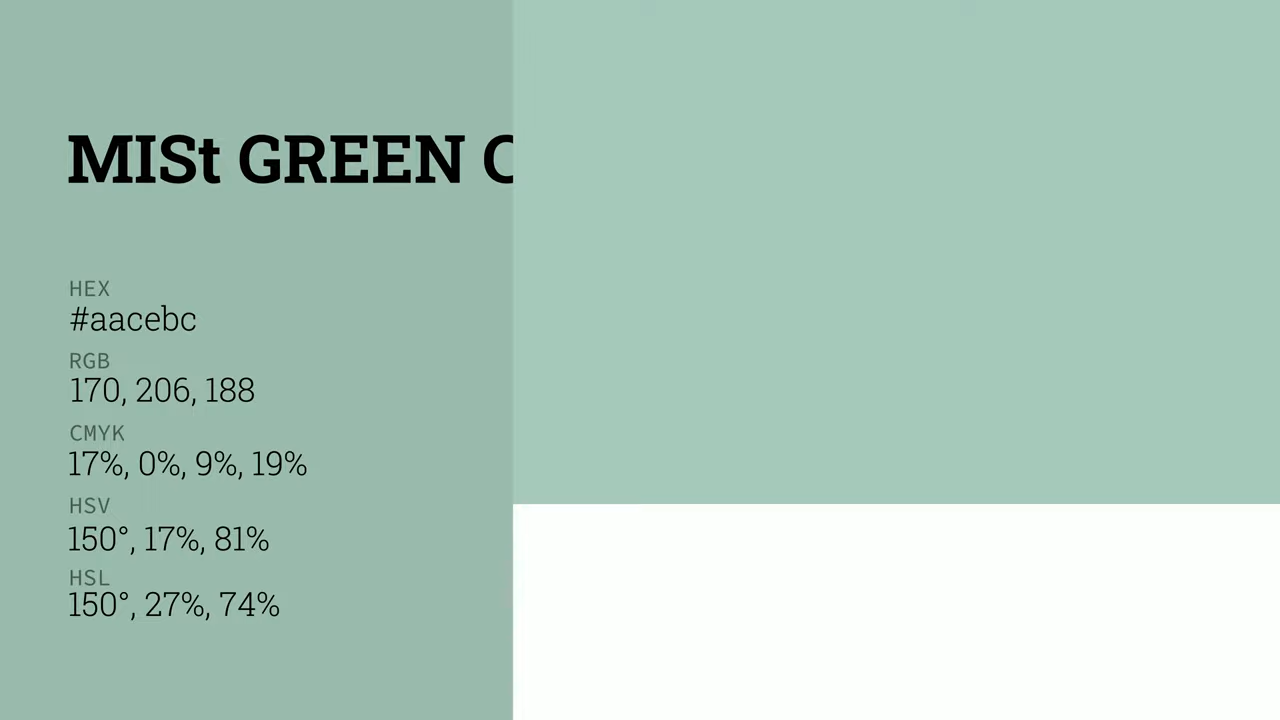 MISt GREEN C
HEX
#aacebc
RGB
170, 206, 188
CMYK
17%, 0%, 9%, 19%
HSV
150°, 17%, 81%
HSL
150°, 27%, 74%